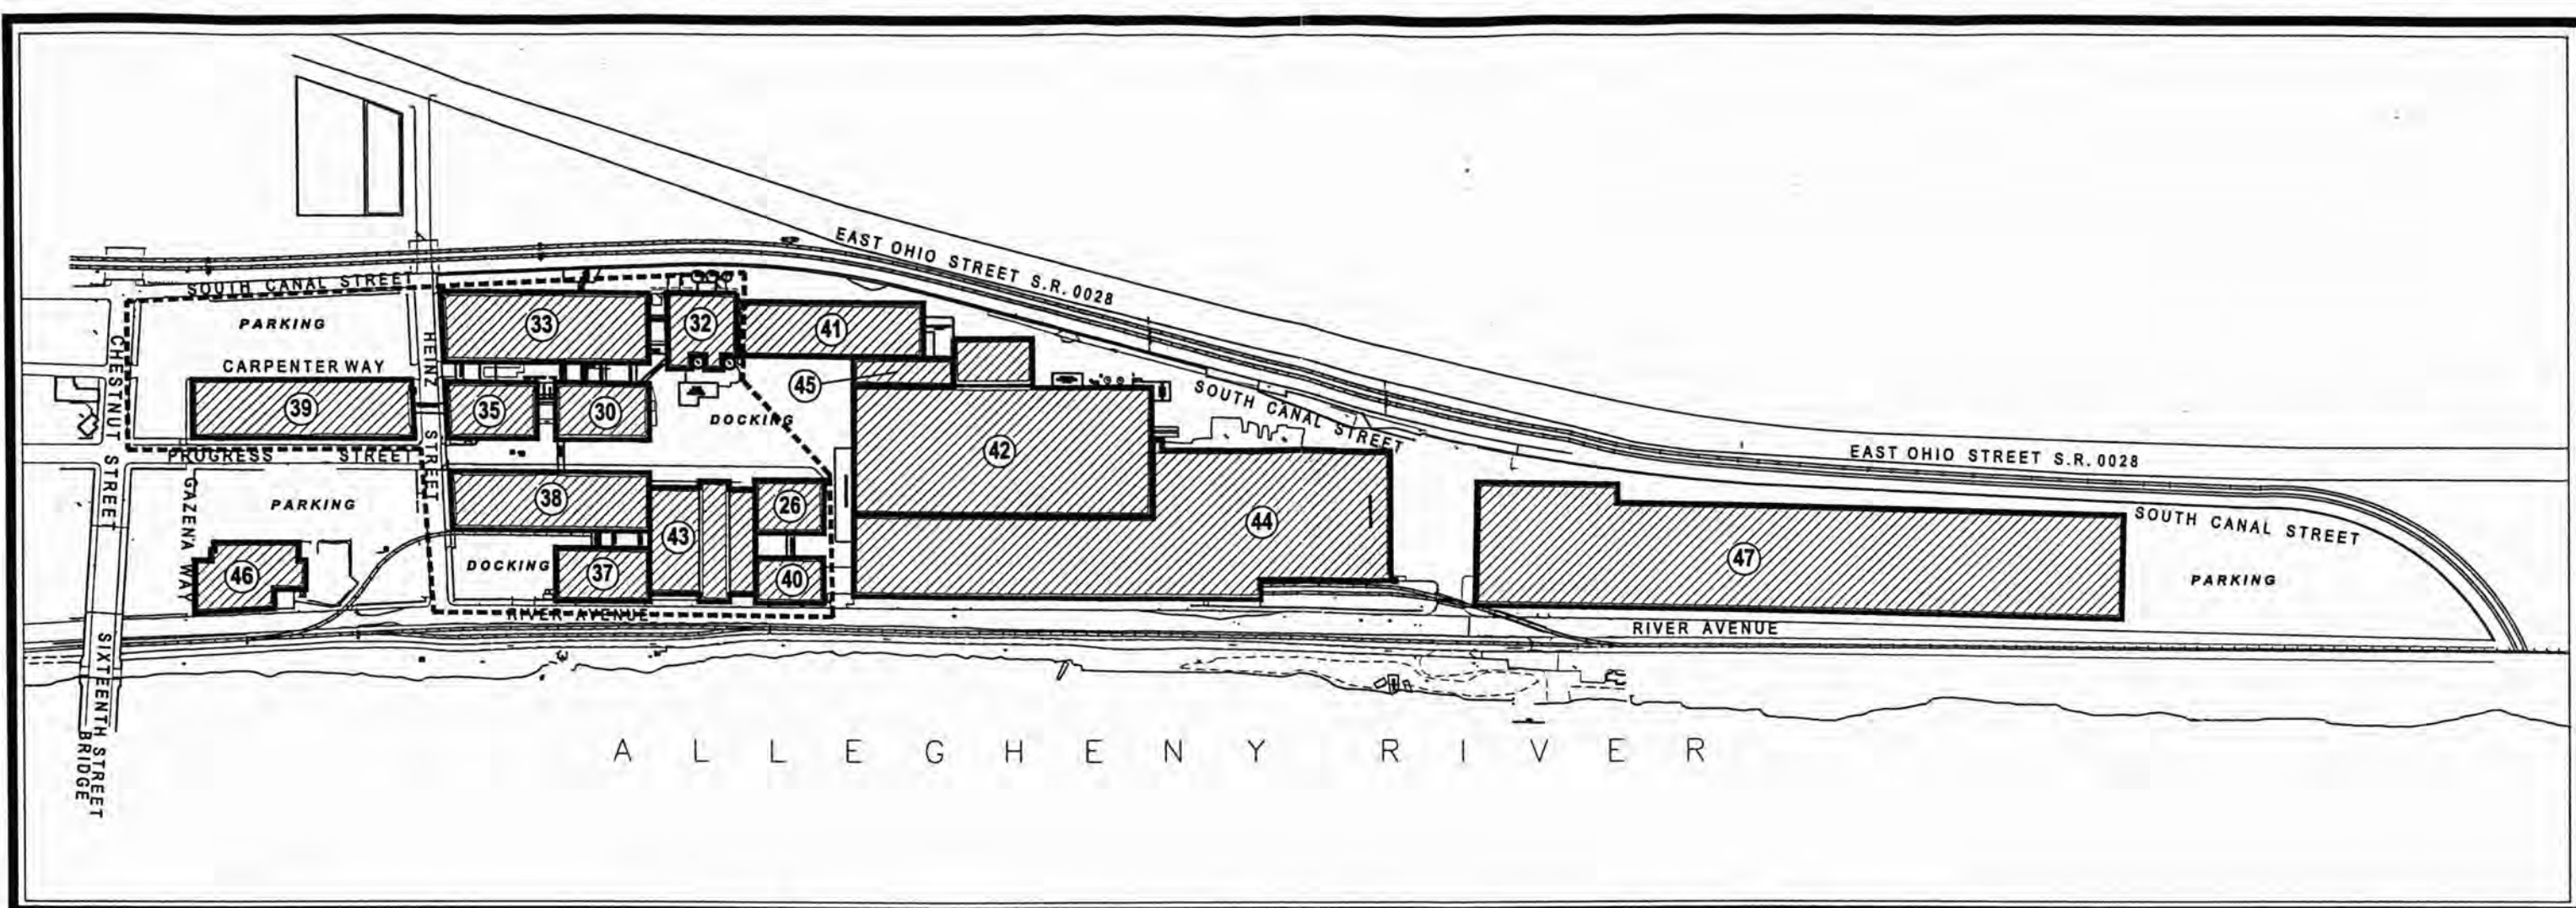 EAST OHIO STREET S.R. 0028
SOUTH CANAL STREET
PARKING
33
32
41
CHESTNUT STREET
HEINZ STREET
CARPENTER WAY
45
SOUTH CANAL STREET
39
35
30
DOCKING
42
PROGRESS STREET
EAST OHIO STREET S.R. 0028
GAZENA WAY
PARKING
38
26
43
44
SOUTH CANAL STREET
47
46
DOCKING
37
40
PARKING
RIVER AVENUE
RIVER AVENUE
SIXTEENTH STREET
BRIDGE
ALLEGHENY RIVER